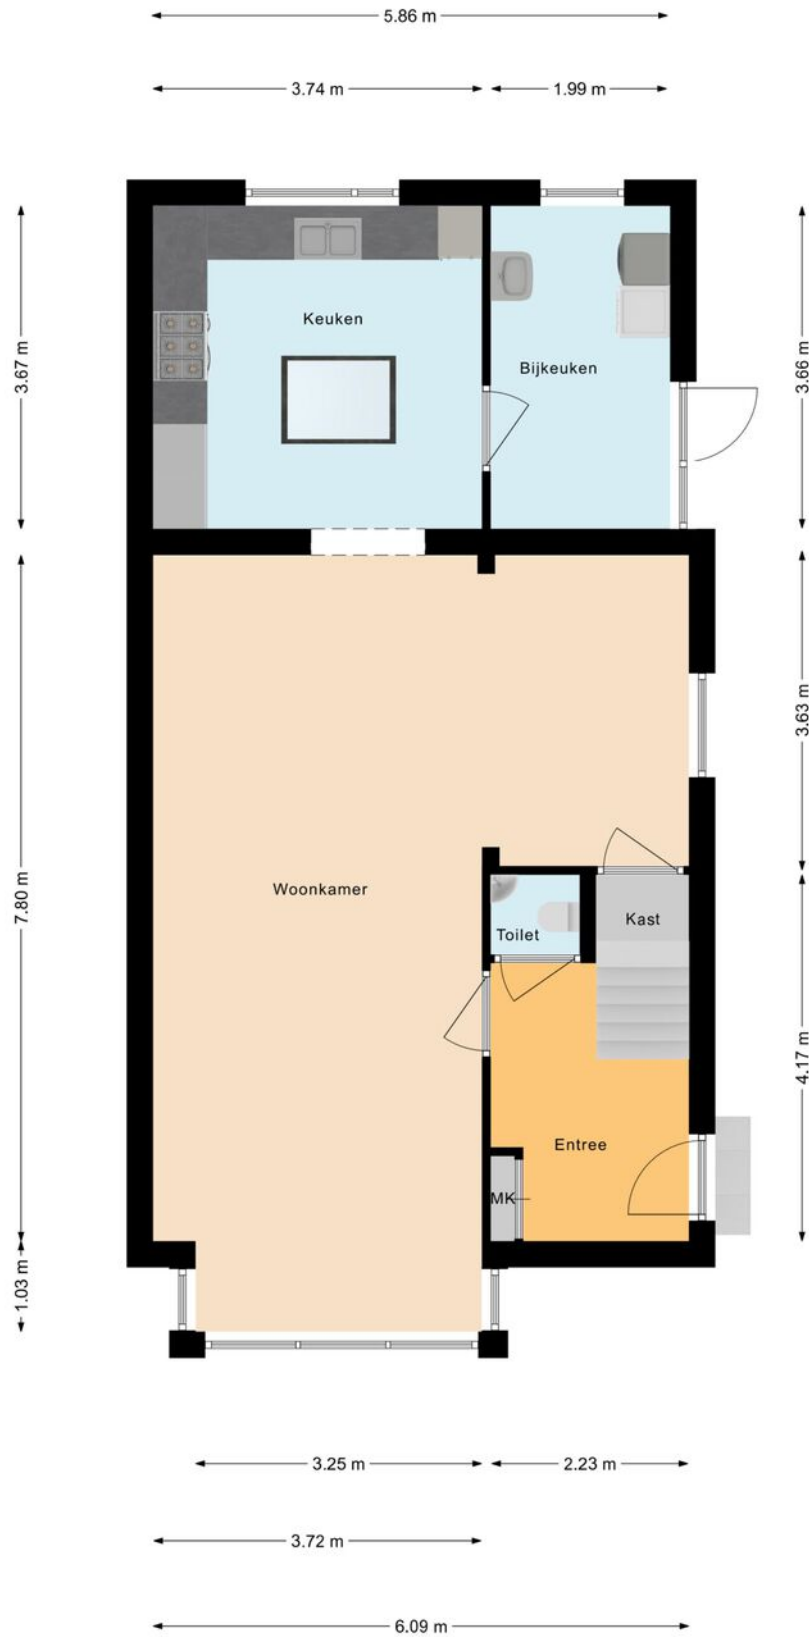 5.86 m
3.74 m
1.99 m
Keuken
3.67 m
3.66 m
Bijkeuken
3.63 m
Woonkamer
7.80 m
Kast
Toilet
4.17 m
Entree
MK
1.03 m
3.25 m
2.23 m
3.72 m
6.09 m